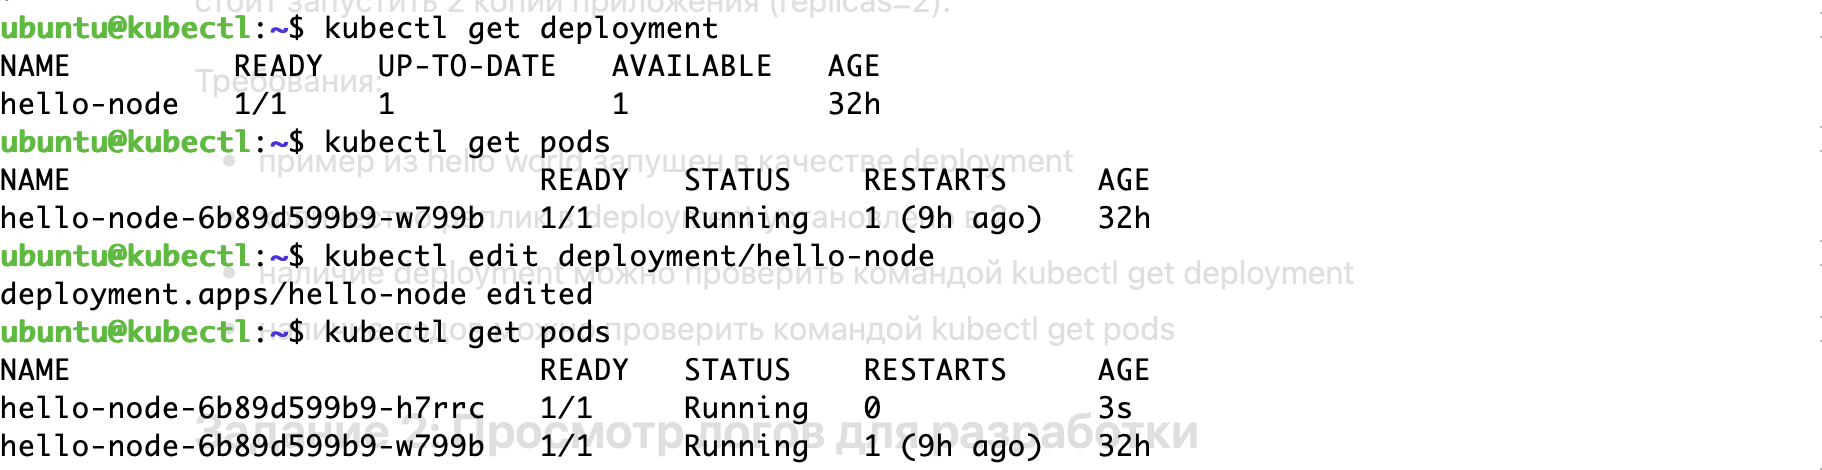 стоит запустить 2 копии приложения (replicas=2).
ubuntu@kubectl:~$ kubectl get deployment
NAME READY UP-TO-DATE AVAILABLE AGE
Требования:
hello-node 1/1 1 1 32h
ubuntu@kubectl:~$ kubectl get pods
• пример из hello world запущен в качестве deployment
NAME READY STATUS RESTARTS AGE
hello-node-6b89d599b9-w799b 1/1 Running 1 (9h ago) 32h
в deployment установлено в
ubuntu@kubectl:~$ kubectl edit deployment/hello-node
• наличие deployment можно проверить командой kubectl get deployment
deployment.apps/hello-node edited
ubuntu@kubectl:~$ kubectl get pods
• наличие подов можно проверить командой kubectl get pods
NAME READY STATUS RESTARTS AGE
hello-node-6b89d599b9-h7rrc 1/1 Running 0 3s
Задание 2: Просмотр логов для разработки
hello-node-6b89d599b9-w799b 1/1 Running 1 (9h ago) 32h